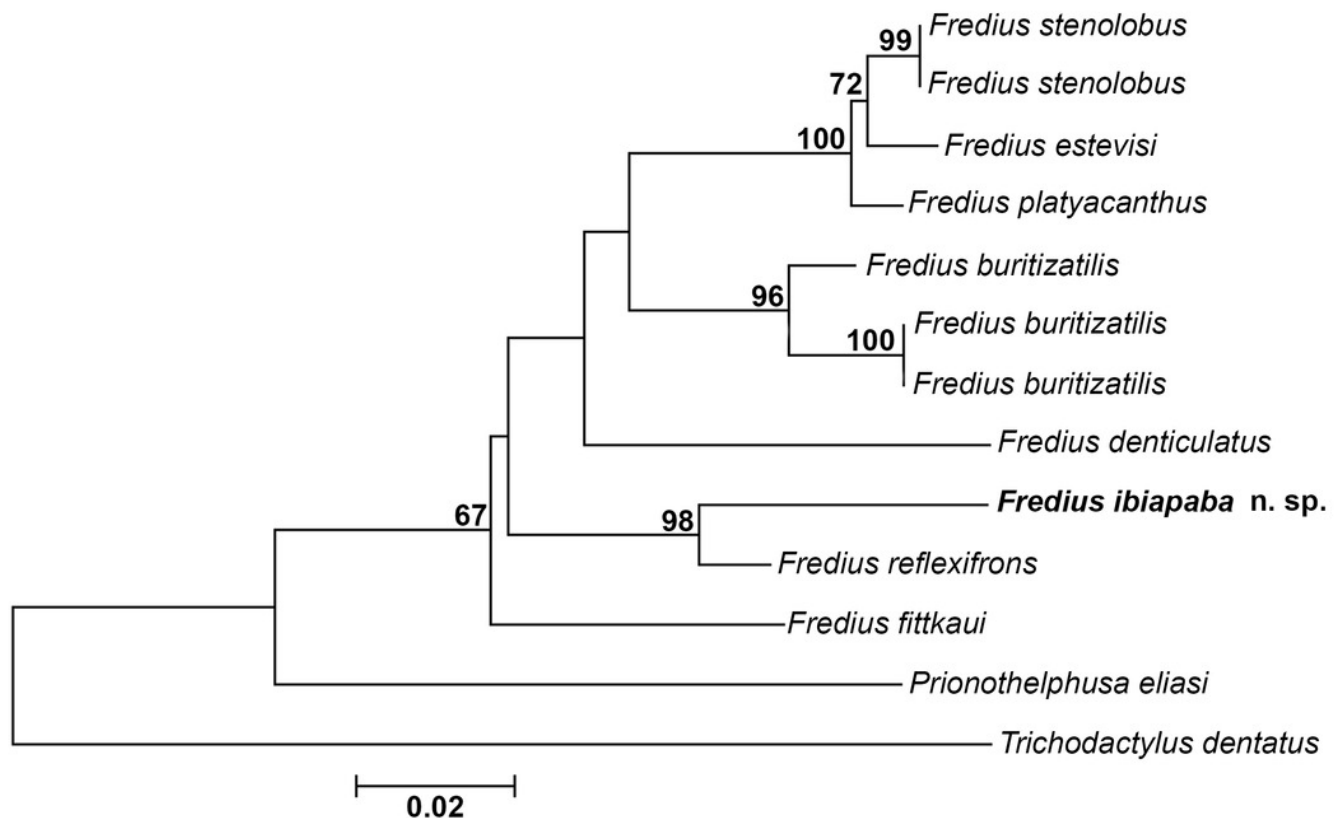 Fredius stenolobus
99
Fredius stenolobus
72
Fredius estevisi
100
Fredius platyacanthus
Fredius buritizatilis
96
Fredius buritizatilis
100
Fredius buritizatilis
Fredius denticulatus
Fredius ibiapaba n. sp.
67
98
Fredius reflexifrons
Fredius fittkaui
Prionothelphusa eliasi
Trichodactylus dentatus
0.02